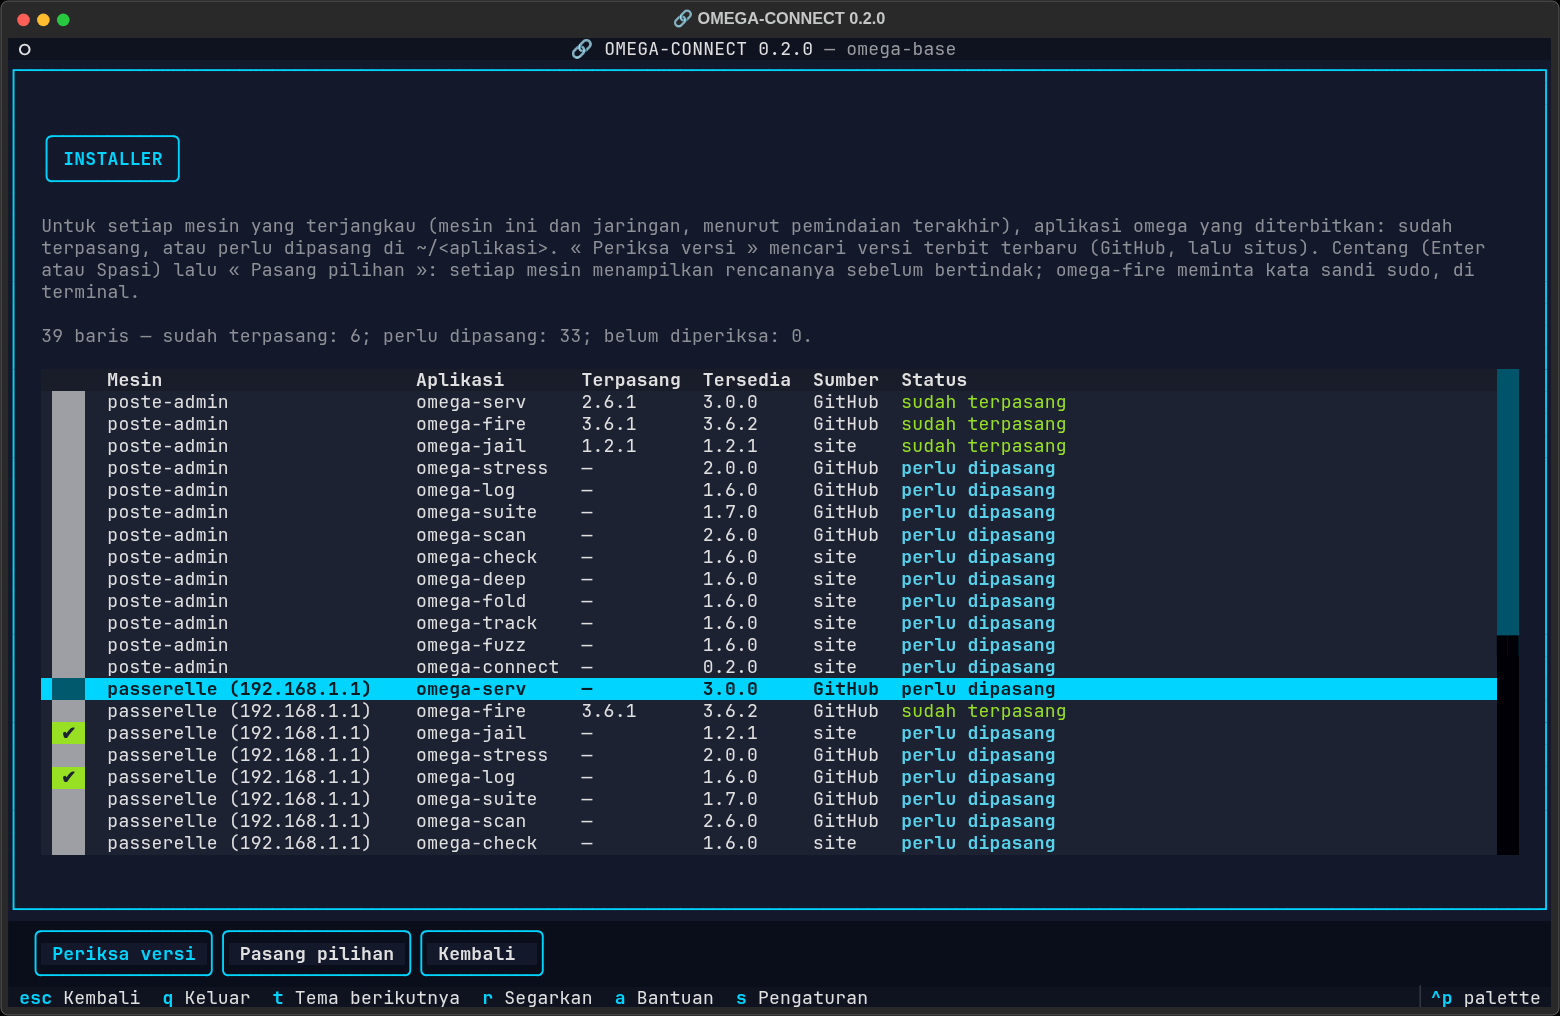 🔗 OMEGA-CONNECT 0.2.0
🔗 OMEGA-CONNECT 0.2.0 — omega-base
INSTALLER
Untuk setiap mesin yang terjangkau (mesin ini dan jaringan, menurut pemindaian terakhir), aplikasi omega yang diterbitkan: sudah
terpasang, atau perlu dipasang di ~/<aplikasi>. « Periksa versi » mencari versi terbit terbaru (GitHub, lalu situs). Centang (Enter
atau Spasi) lalu « Pasang pilihan »: setiap mesin menampilkan rencananya sebelum bertindak; omega-fire meminta kata sandi sudo, di
terminal.
39 baris — sudah terpasang: 6; perlu dipasang: 33; belum diperiksa: 0.
Mesin Aplikasi Terpasang Tersedia Sumber Status
poste-admin omega-serv 2.6.1 3.0.0 GitHub sudah terpasang
poste-admin omega-fire 3.6.1 3.6.2 GitHub sudah terpasang
poste-admin omega-jail 1.2.1 1.2.1 site sudah terpasang
poste-admin omega-stress — 2.0.0 GitHub perlu dipasang
poste-admin omega-log — 1.6.0 GitHub perlu dipasang
poste-admin omega-suite — 1.7.0 GitHub perlu dipasang
poste-admin omega-scan — 2.6.0 GitHub perlu dipasang
poste-admin omega-check — 1.6.0 site perlu dipasang
poste-admin omega-deep — 1.6.0 site perlu dipasang
poste-admin omega-fold — 1.6.0 site perlu dipasang
poste-admin omega-track — 1.6.0 site perlu dipasang
poste-admin omega-fuzz — 1.6.0 site perlu dipasang
poste-admin omega-connect — 0.2.0 site perlu dipasang
passerelle (192.168.1.1) omega-serv — 3.0.0 GitHub perlu dipasang
passerelle (192.168.1.1) omega-fire 3.6.1 3.6.2 GitHub sudah terpasang
✔ passerelle (192.168.1.1) omega-jail — 1.2.1 site perlu dipasang
passerelle (192.168.1.1) omega-stress — 2.0.0 GitHub perlu dipasang
✔ passerelle (192.168.1.1) omega-log — 1.6.0 GitHub perlu dipasang
passerelle (192.168.1.1) omega-suite — 1.7.0 GitHub perlu dipasang
passerelle (192.168.1.1) omega-scan — 2.6.0 GitHub perlu dipasang
passerelle (192.168.1.1) omega-check — 1.6.0 site perlu dipasang
Periksa versi Pasang pilihan Kembali
esc Kembali q Keluar t Tema berikutnya r Segarkan a Bantuan s Pengaturan ^p palette